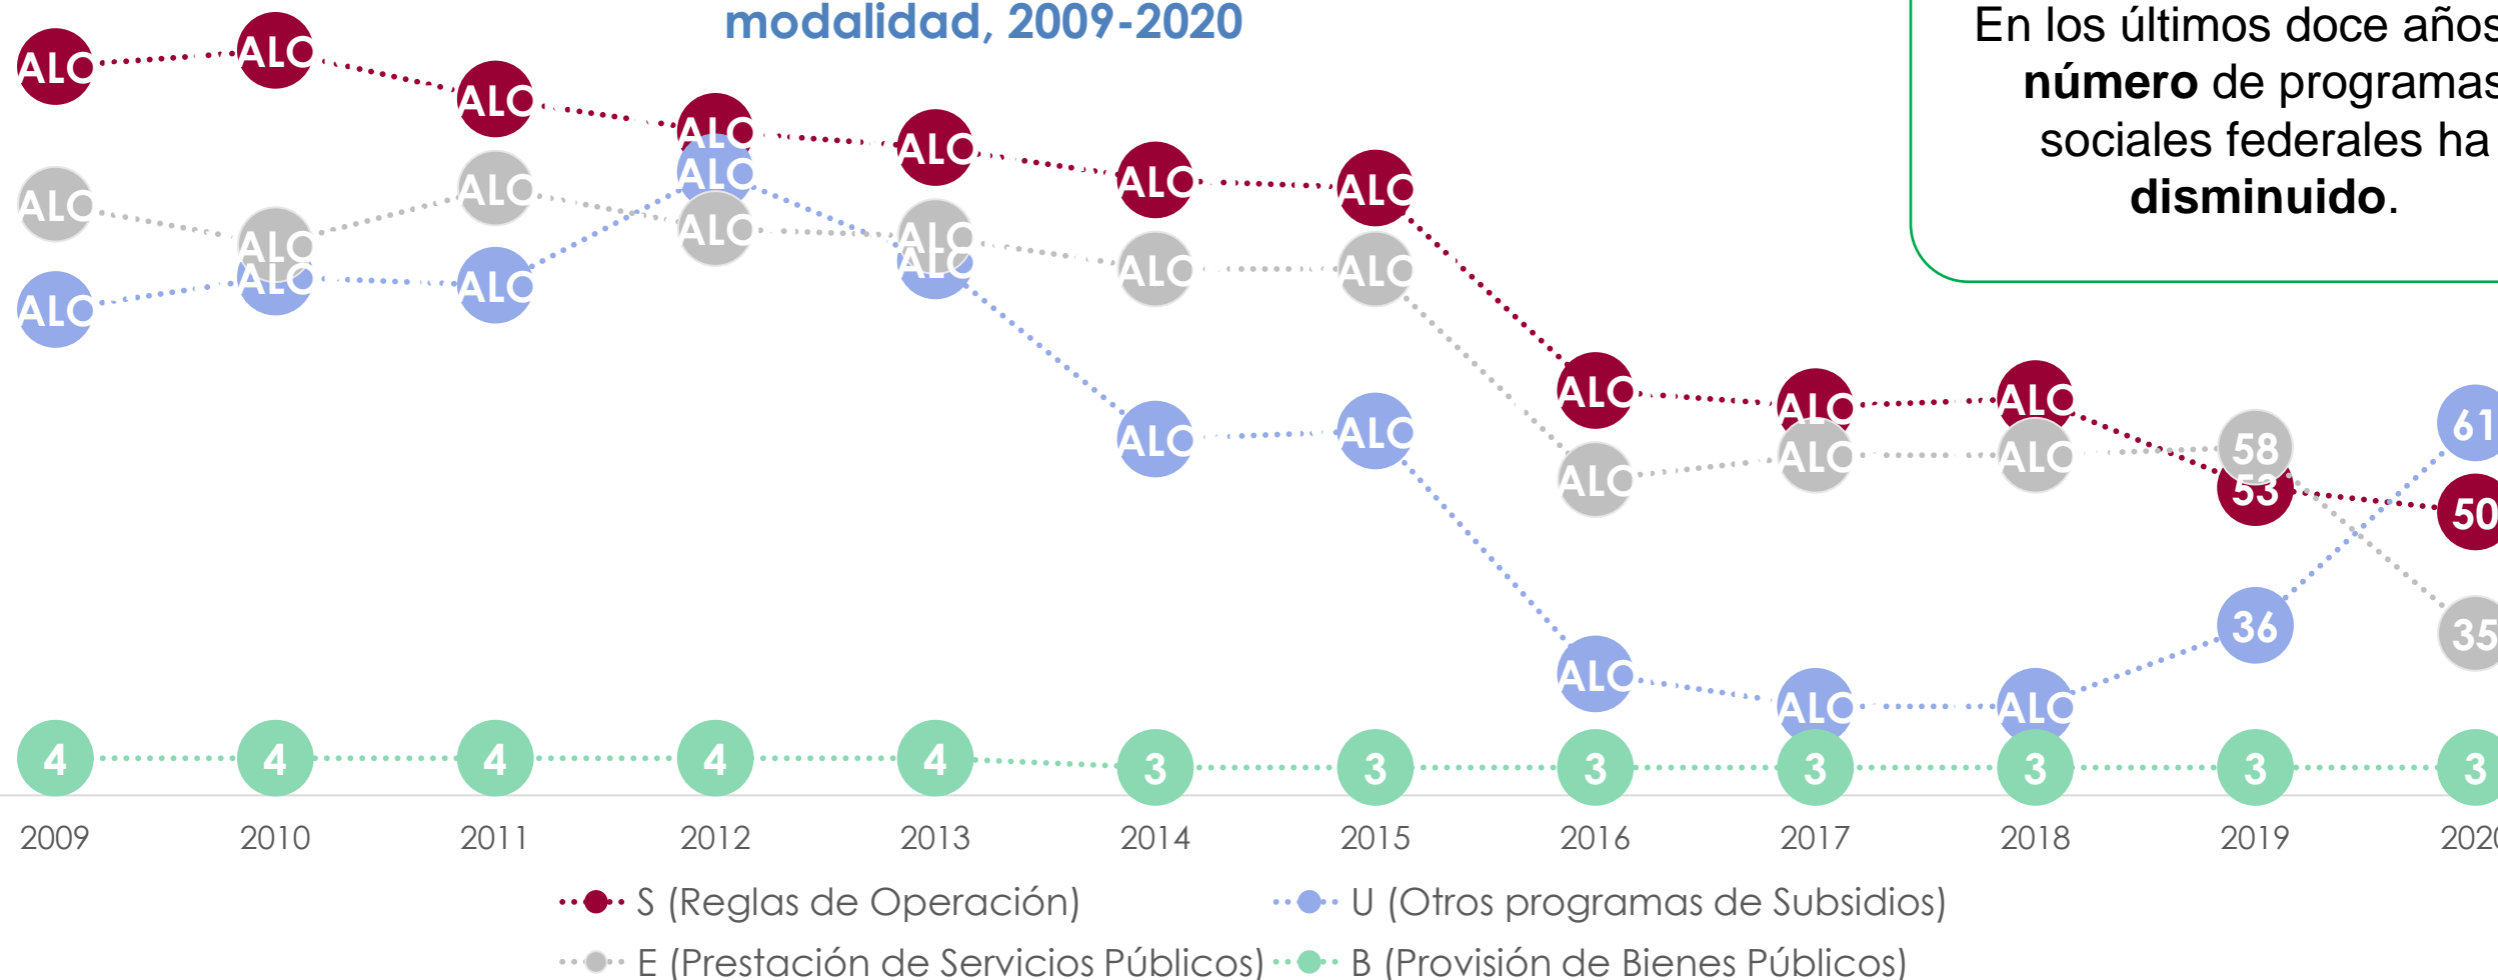 modalidad, 2009-2020
En los últimos doce años
número de programas
sociales federales ha
disminuido.
ALO ALO ALO ALO ALO ALO ALO ALO ALO ALO 53 50
ALO ALO ALO ALO ALO ALO ALO ALO ALO ALO 58 35
ALO ALO ALO ALO ALO ALO ALO ALO ALO ALO 36 61
4 4 4 4 4 3 3 3 3 3 3 3
2009 2010 2011 2012 2013 2014 2015 2016 2017 2018 2019 2020
S (Reglas de Operación)
U (Otros programas de Subsidios)
E (Prestación de Servicios Públicos)
B (Provisión de Bienes Públicos)